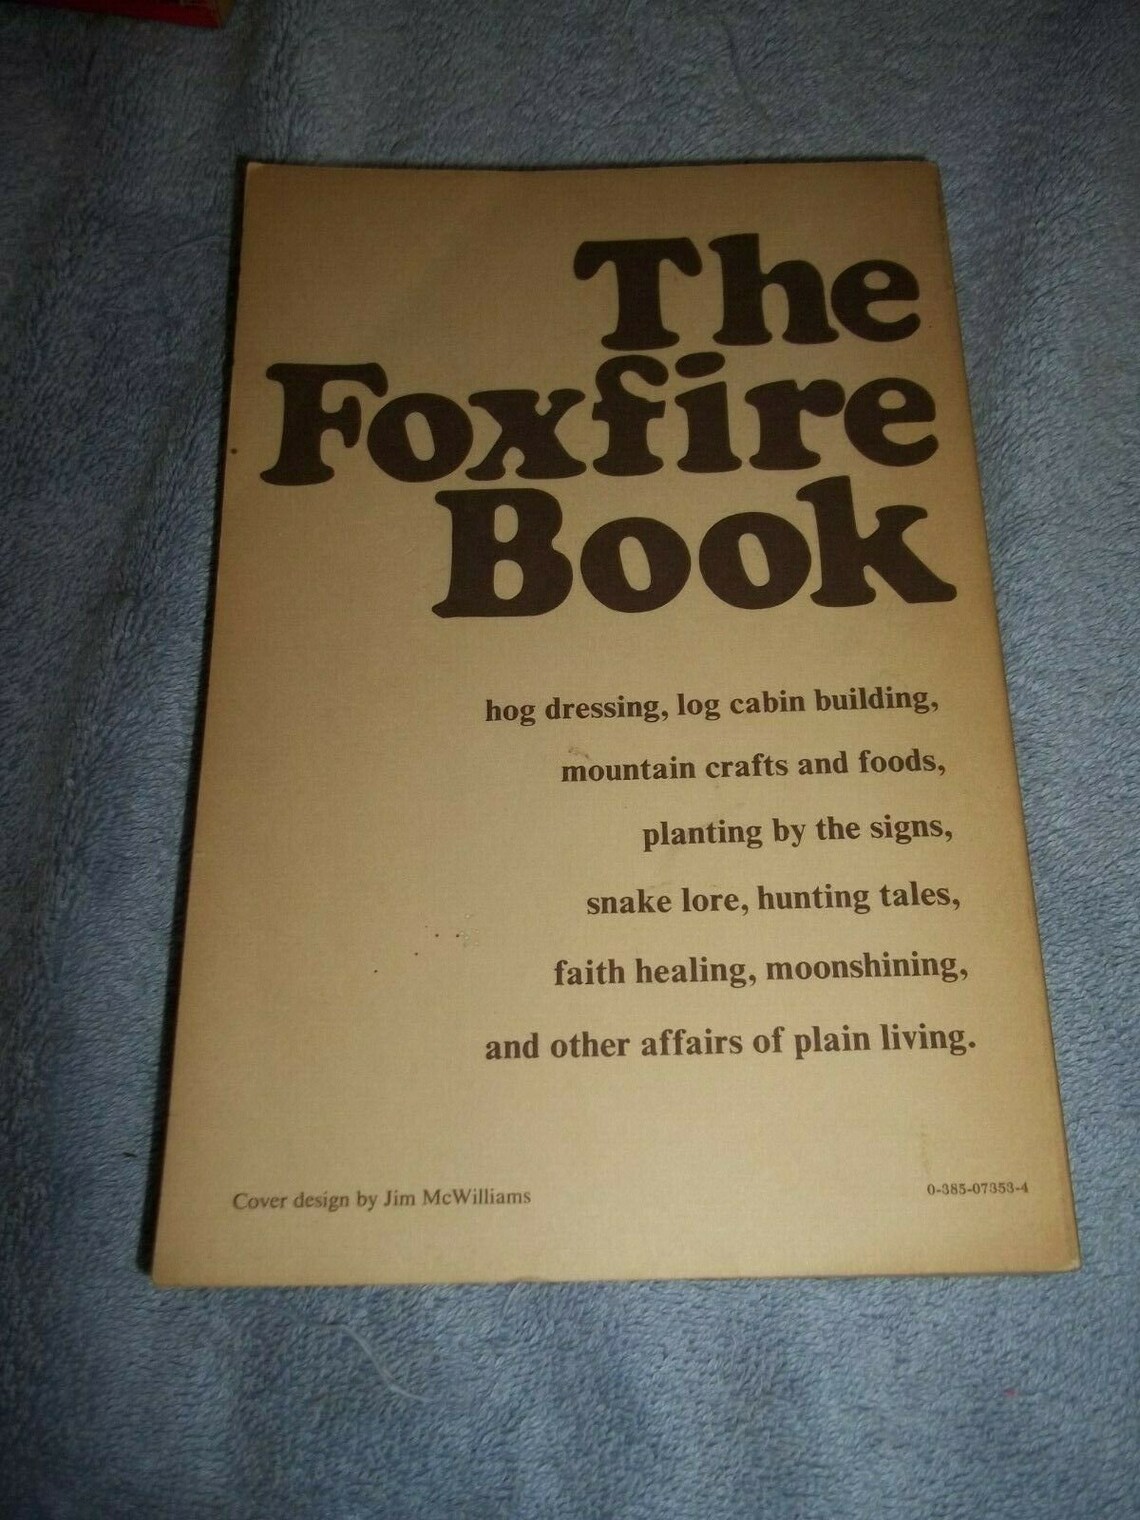 The
Foxfire
Book
hog dressing, log cabin building,
mountain crafts and foods,
planting by the signs,
snake lore, hunting tales,
faith healing, moonshining,
and other affairs of plain living.
Cover design by Jim McWilliams
0-385-07353-4